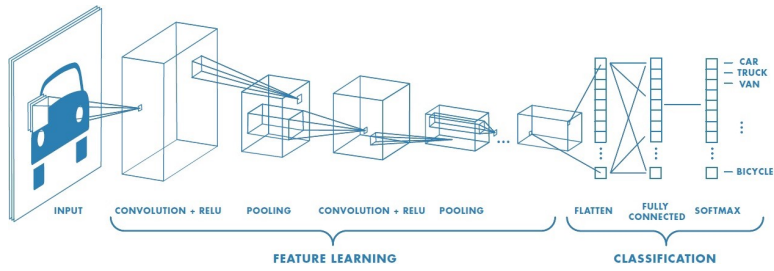 CAR
TRUCK
VAN
BICYCLE
INPUT
CONVOLUTION + RELU
POOLING
CONVOLUTION + RELU
POOLING
FLATTEN
FULLY
CONNECTED
SOFTMAX
FEATURE LEARNING
CLASSIFICATION